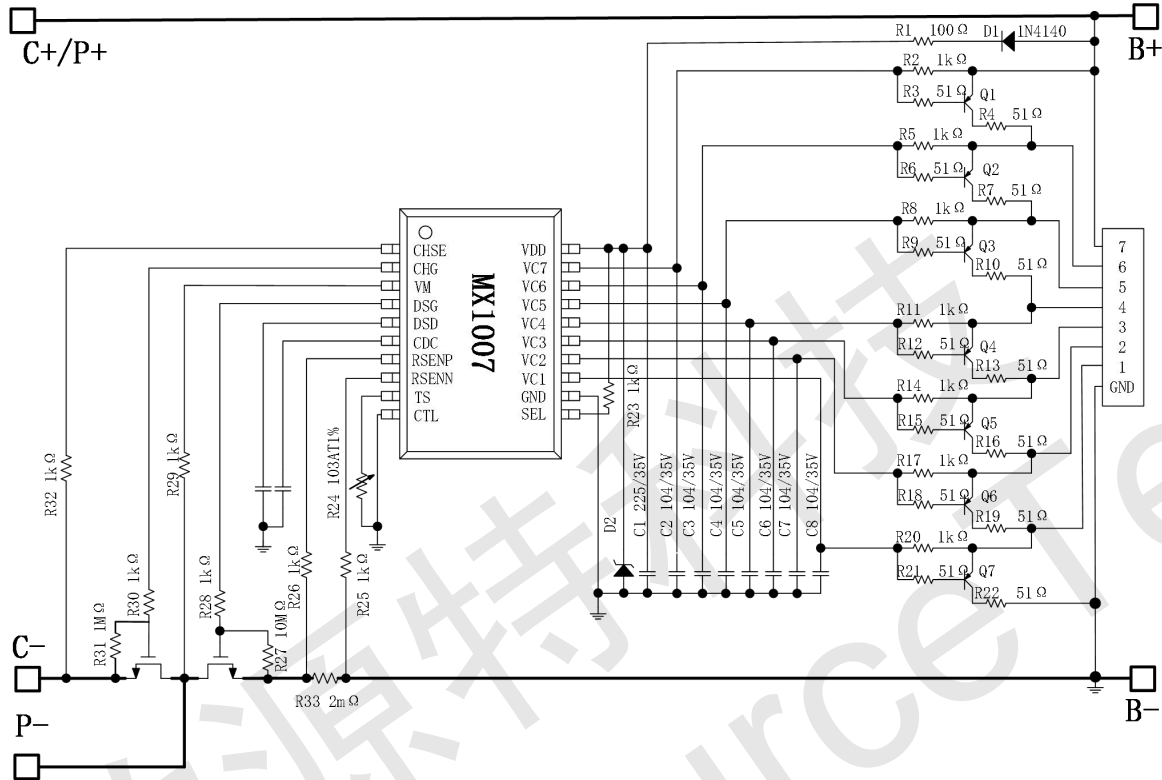 C+/P+
B+
R1 100Ω D1 1N4140
R2 1kΩ
R3 51Ω Q1
R4 51Ω
R5 1kΩ
R6 51Ω Q2
R7 51Ω
R8 1kΩ
R9 51Ω Q3
R10 51Ω
R11 1kΩ
R12 51Ω Q4
R13 51Ω
R14 1kΩ
R15 51Ω Q5
R16 51Ω
R17 1kΩ
R18 51Ω Q6
R19 51Ω
R20 1kΩ
R21 51Ω Q7
R22 51Ω
7
6
5
4
3
2
1
GND
MX1007
CHSE VDD
CHG VC7
VM VC6
DSG VC5
DSD VC4
CDC VC3
RSENP VC2
RSENN VC1
TS GND
CTL SEL
R32 1kΩ
R29 1kΩ
R24 103AT1%
R23 1kΩ
R30 1kΩ
R28 1kΩ
R26 1kΩ
R25 1kΩ
R31 1MΩ
R27 10MΩ
R33 2mΩ
D2
C1 225/35V
C2 104/35V
C3 104/35V
C4 104/35V
C5 104/35V
C6 104/35V
C7 104/35V
C8 104/35V
C-
P-
B-
源特科技
urceTe